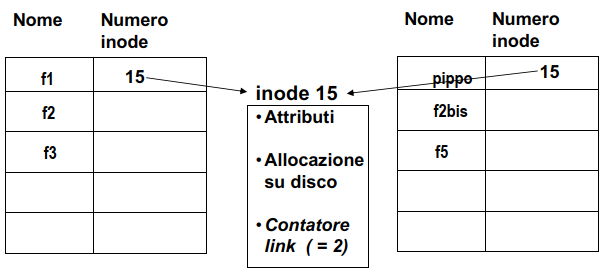 Nome Numero inode
f1 15
f2
f3
inode 15
• Attributi
• Allocazione
su disco
• Contatore
link ( = 2)
Nome Numero inode
pippo 15
f2bis
f5